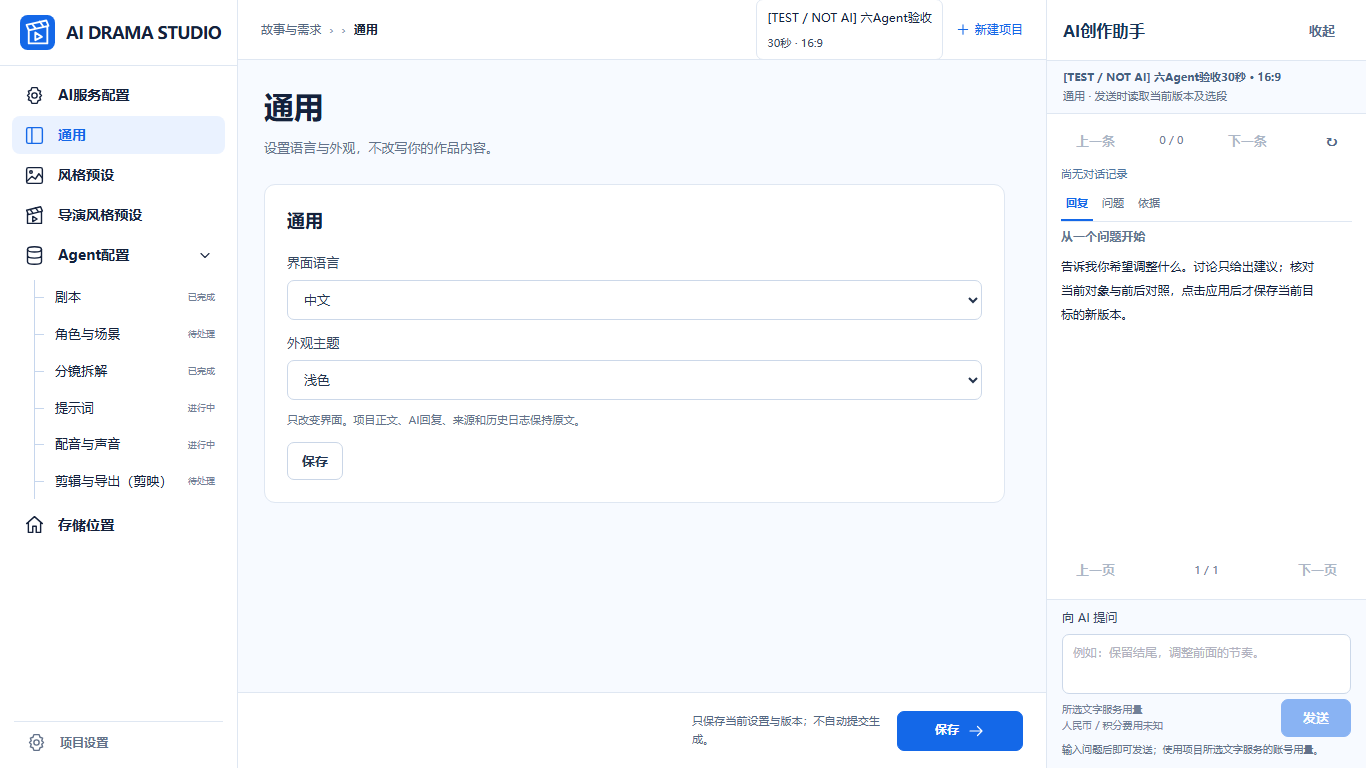 AI DRAMA STUDIO
AI服务配置
通用
风格预设
导演风格预设
Agent配置
剧本 已完成
角色与场景 待处理
分镜拆解 已完成
提示词 进行中
配音与声音 进行中
剪辑与导出（剪映） 待处理
存储位置
项目设置
故事与需求 › › 通用
[TEST / NOT AI] 六Agent验收
30秒 · 16:9
+ 新建项目
通用
设置语言与外观，不改写你的作品内容。
通用
界面语言
中文
外观主题
浅色
只改变界面。项目正文、AI回复、来源和历史日志保持原文。
保存
只保存当前设置与版本；不自动提交生
成。
保存 →
AI创作助手 收起
[TEST / NOT AI] 六Agent验收30秒 • 16:9
通用 · 发送时读取当前版本及选段
上一条 0 / 0 下一条 ↻
尚无对话记录
回复 问题 依据
从一个问题开始
告诉我你希望调整什么。讨论只给出建议；核对
当前对象与前后对照，点击应用后才保存当前目
标的新版本。
上一页 1 / 1 下一页
向 AI 提问
例如：保留结尾，调整前面的节奏。
所选文字服务用量
人民币 / 积分费用未知
发送
输入问题后即可发送；使用项目所选文字服务的账号用量。